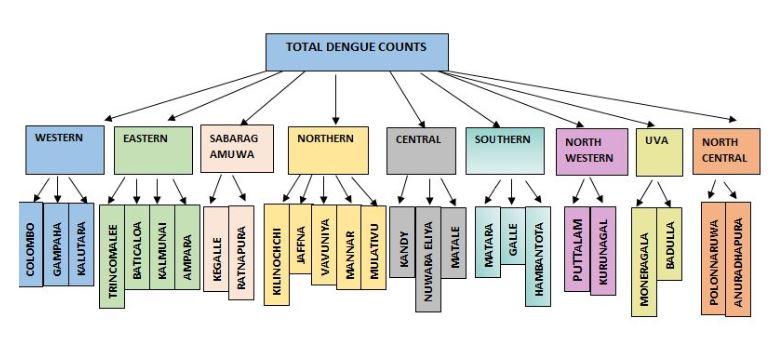 TOTAL DENGUE COUNTS
WESTERN
EASTERN
SABARAG
AMUWA
NORTHERN
CENTRAL
SOUTHERN
NORTH
WESTERN
UVA
NORTH
CENTRAL
COLOMBO
GAMPAHA
KALUTARA
TRINCOMALEE
BATICALOA
KALMUNAI
AMPARA
KEGALLE
RATNAPURA
KILINOCHCHI
JAFFNA
VAVUNIYA
MANNAR
MULATIVU
KANDY
NUWARA ELIYA
MATALE
MATARA
GALLE
HAMBANTOTA
PUTTALAM
KURUNAGAL
MONERAGALA
BADULLA
POLONNARUWA
ANURADHAPURA